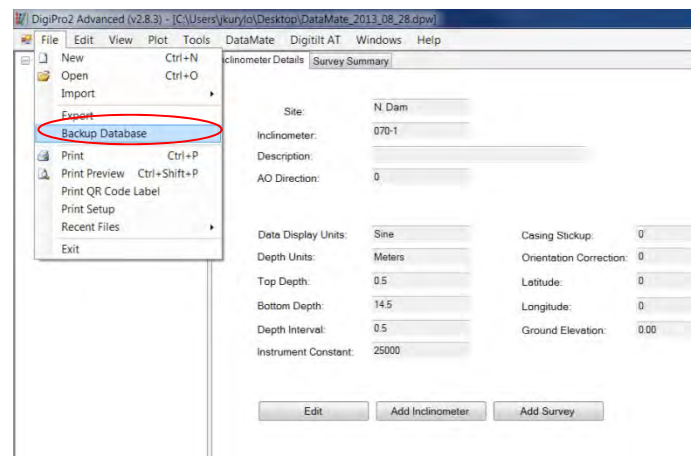 DigiPro2 Advanced (v2.8.3) - [C:\Users\jkurylo\Desktop\DataMate_2013_08_28.dpw]
File Edit View Plot Tools DataMate Digitilt AT Windows Help
New Ctrl+N
Open Ctrl+O
Import
Export
Backup Database
Print Ctrl+P
Print Preview Ctrl+Shift+P
Print QR Code Label
Print Setup
Recent Files
Exit
clinometer Details Survey Summary
Site: N. Dam
Inclinometer: 070-1
Description:
AO Direction: 0
Data Display Units: Sine Casing Stickup: 0
Depth Units: Meters Orientation Correction: 0
Top Depth: 0.5 Latitude: 0
Bottom Depth: 14.5 Longitude: 0
Depth Interval: 0.5 Ground Elevation: 0.00
Instrument Constant: 25000
Edit Add Inclinometer Add Survey